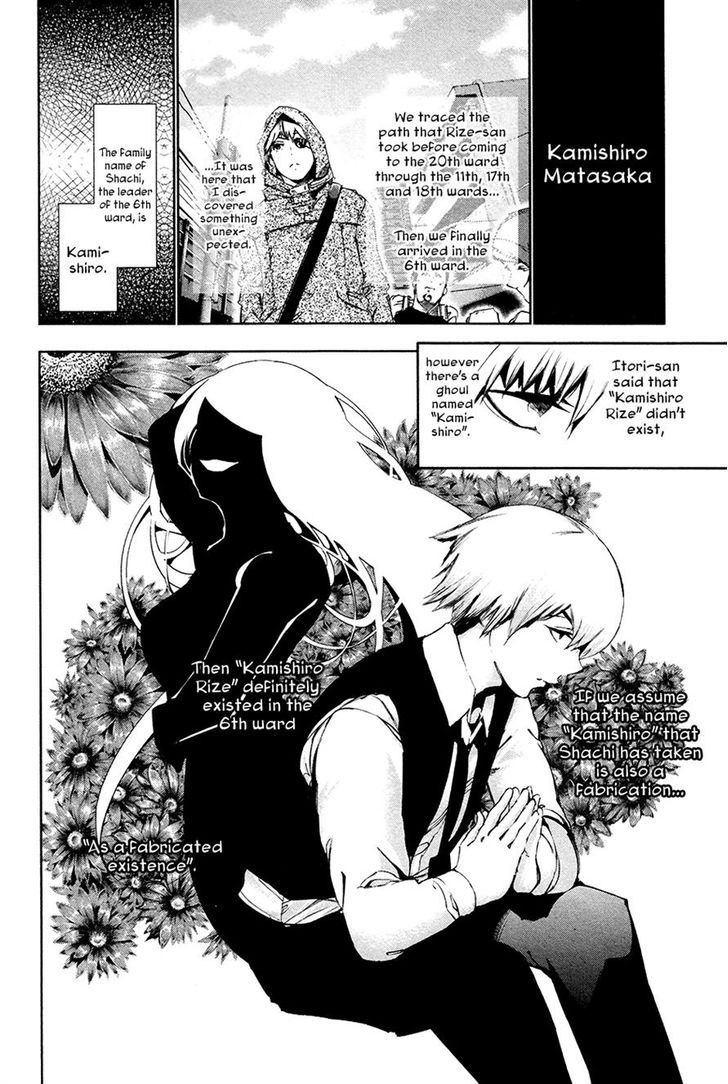 Kamishiro
Matasaka
We traced the
path that Rize-san
took before coming
to the 20th ward
through the 11th, 17th
and 18th wards...
Then we finally
arrived in the
6th ward.
...It was
here that
I dis-
covered
something
unex-
pected.
The family
name of
Shachi,
the leader
of the 6th
ward, is
Kami-
shiro.
Itori-san
said that
"Kamishiro
Rize" didn't
exist,
however
there's a
ghoul
named
"Kami-
shiro".
If we assume
that the name
"Kamishiro" that
Shachi has taken
is also a
fabrication...
Then "Kamishiro
Rize" definitely
existed in the
6th ward
"As a fabricated
existence".